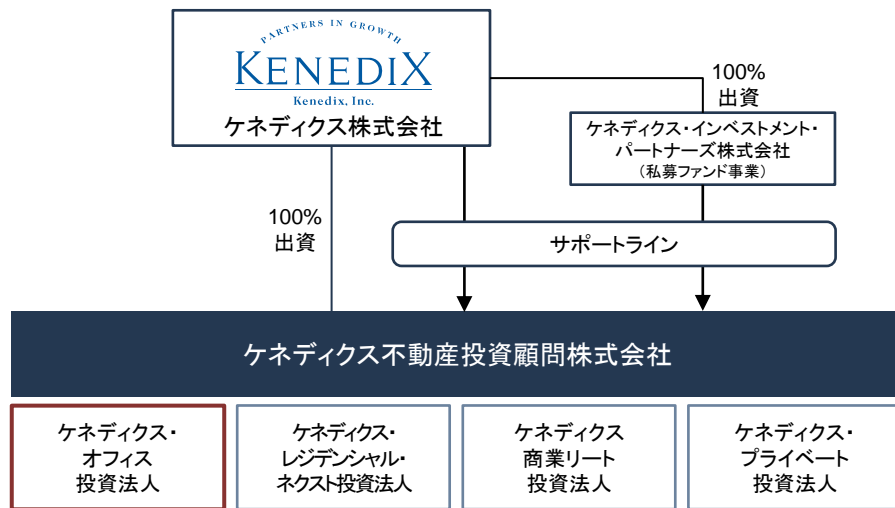 PARTNERS IN GROWTH
KENEDIX
Kenedix, Inc.
ケネディクス株式会社
100%
出資
ケネディクス・インベストメント・
パートナーズ株式会社
(私募ファンド事業)
100%
出資
サポートライン
ケネディクス不動産投資顧問株式会社
ケネディクス・
オフィス
投資法人
ケネディクス・
レジデンシャル・
ネクスト投資法人
ケネディクス
商業リート
投資法人
ケネディクス・
プライベート
投資法人